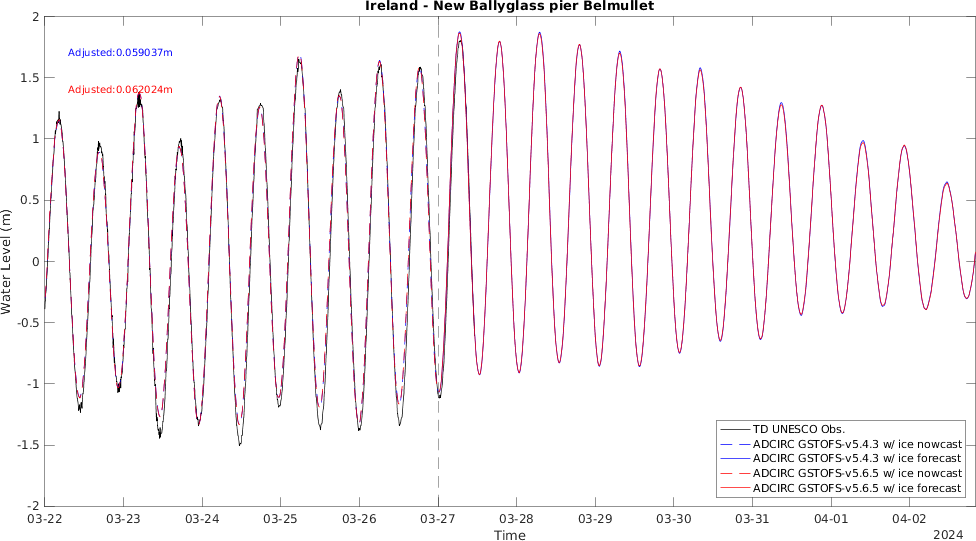 Ireland - New Ballyglass pier Belmullet
Adjusted:0.059037m
Adjusted:0.062024m
Water Level (m)
2
1.5
1
0.5
0
-0.5
-1
-1.5
-2
TD UNESCO Obs.
ADCIRC GSTOFS-v5.4.3 w/ ice nowcast
ADCIRC GSTOFS-v5.4.3 w/ ice forecast
ADCIRC GSTOFS-v5.6.5 w/ ice nowcast
ADCIRC GSTOFS-v5.6.5 w/ ice forecast
03-22 03-23 03-24 03-25 03-26 03-27 03-28 03-29 03-30 03-31 04-01 04-02
Time
2024